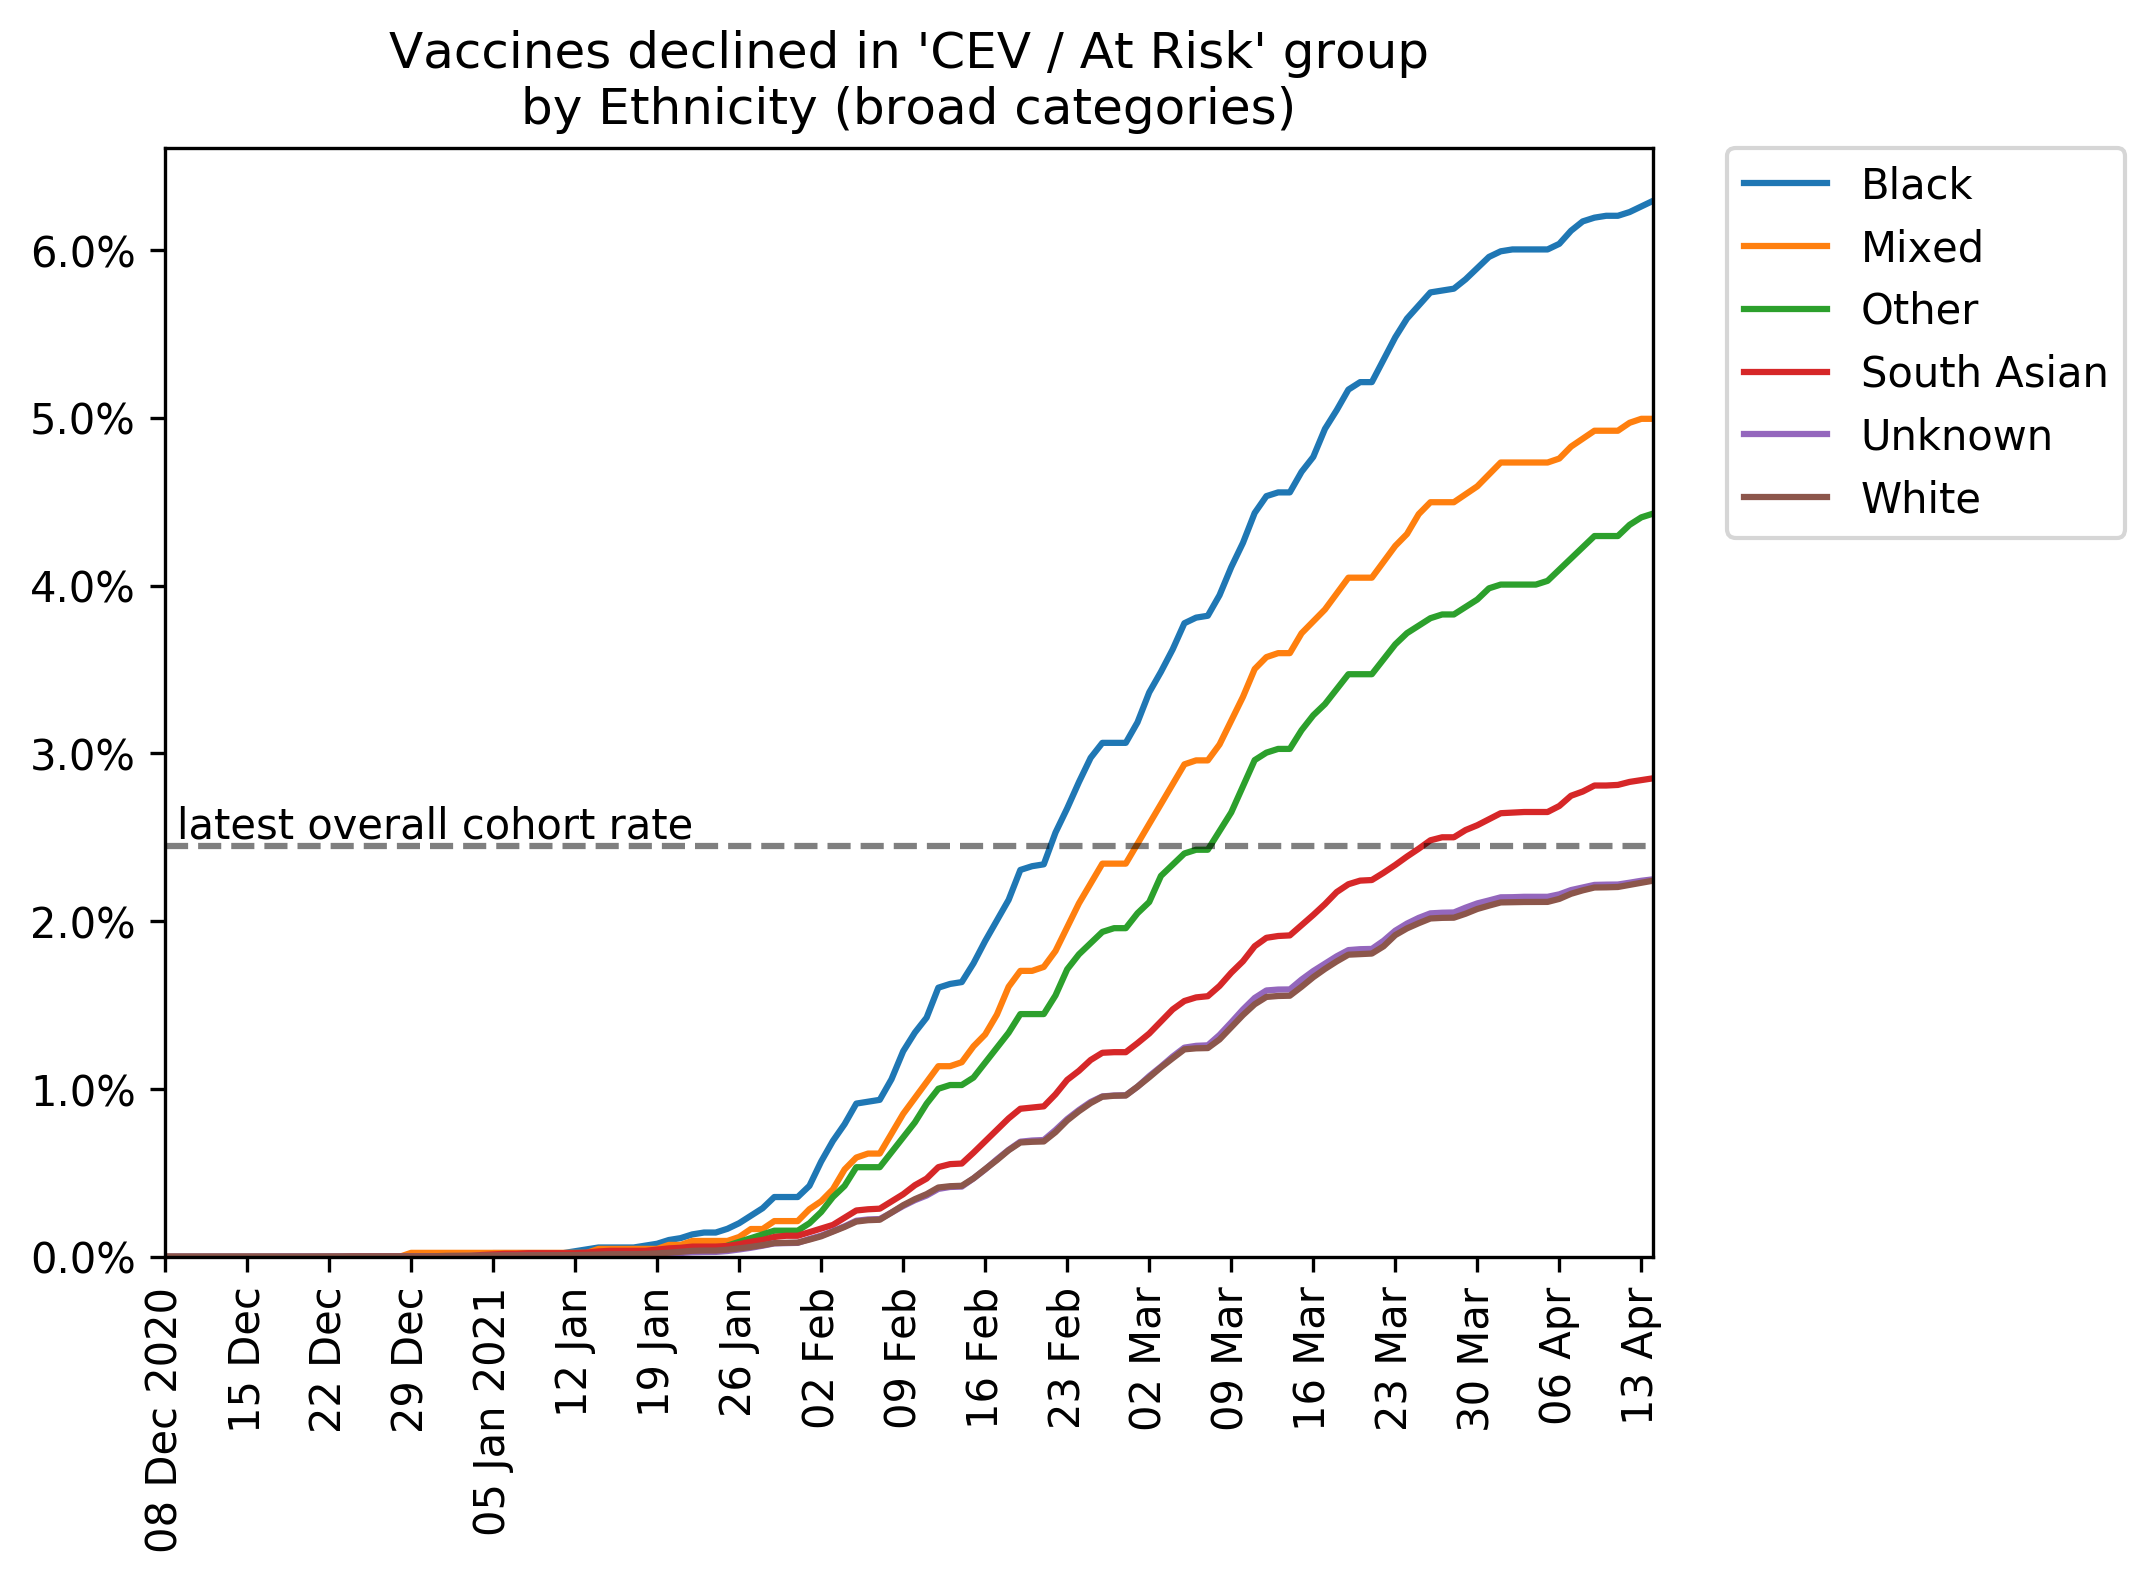 Vaccines declined in 'CEV / At Risk' group
by Ethnicity (broad categories)
6.0%
5.0%
4.0%
3.0%
2.0%
1.0%
0.0%
latest overall cohort rate
08 Dec 2020
15 Dec
22 Dec
29 Dec
05 Jan 2021
12 Jan
19 Jan
26 Jan
02 Feb
09 Feb
16 Feb
23 Feb
02 Mar
09 Mar
16 Mar
23 Mar
30 Mar
06 Apr
13 Apr
Black
Mixed
Other
South Asian
Unknown
White